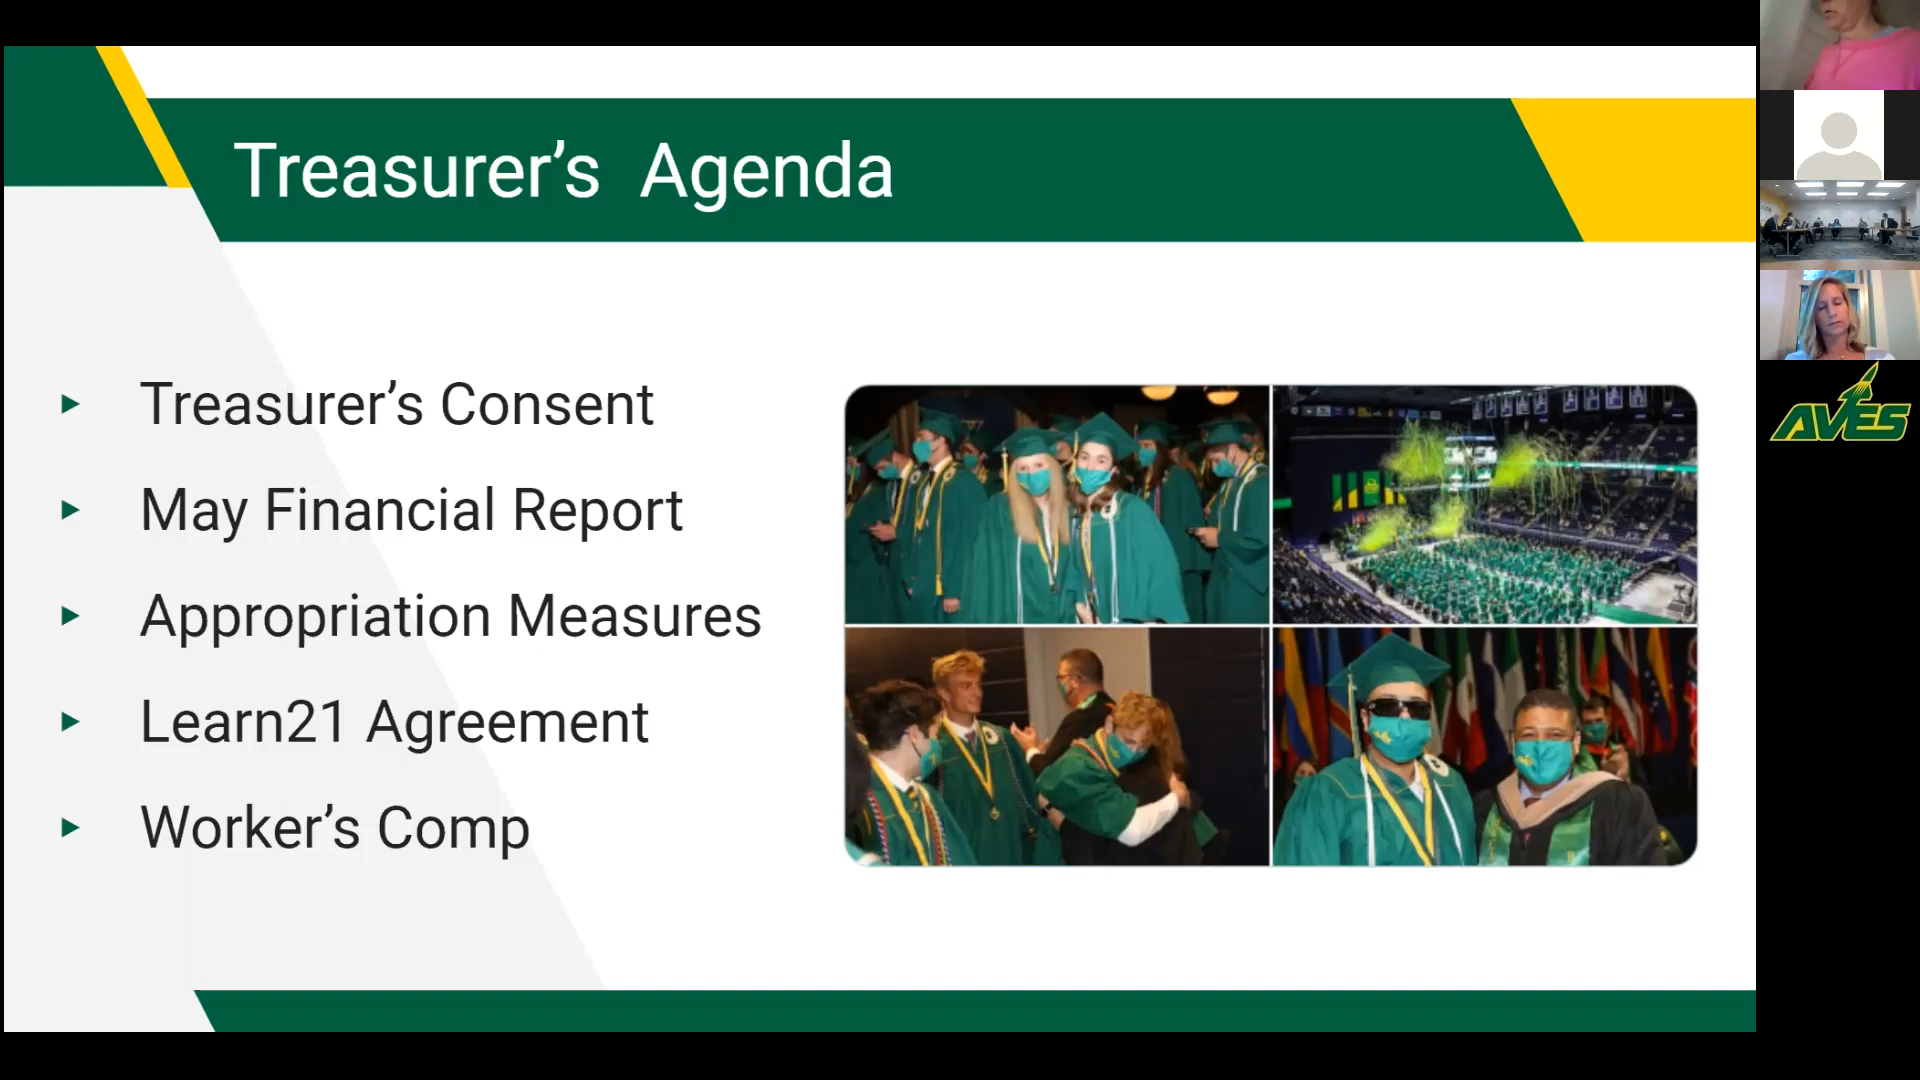 Treasurer’s Agenda
Treasurer’s Consent
May Financial Report
Appropriation Measures
Learn21 Agreement
Worker’s Comp
AVES